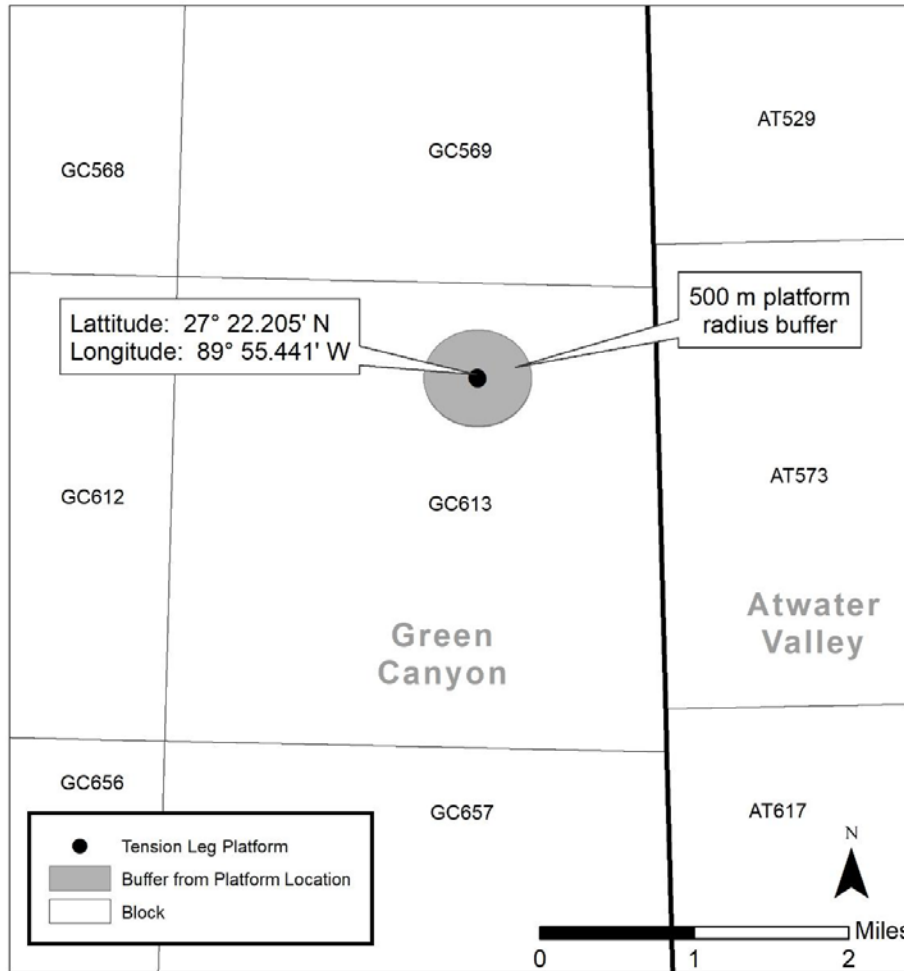 AT529
GC569
GC568
Lattitude: 27° 22.205' N
Longitude: 89° 55.441' W
500 m platform
radius buffer
AT573
GC612
GC613
Atwater
Valley
Green
Canyon
GC656
GC657
AT617
Tension Leg Platform
Buffer from Platform Location
Block
N
Miles
0 1 2